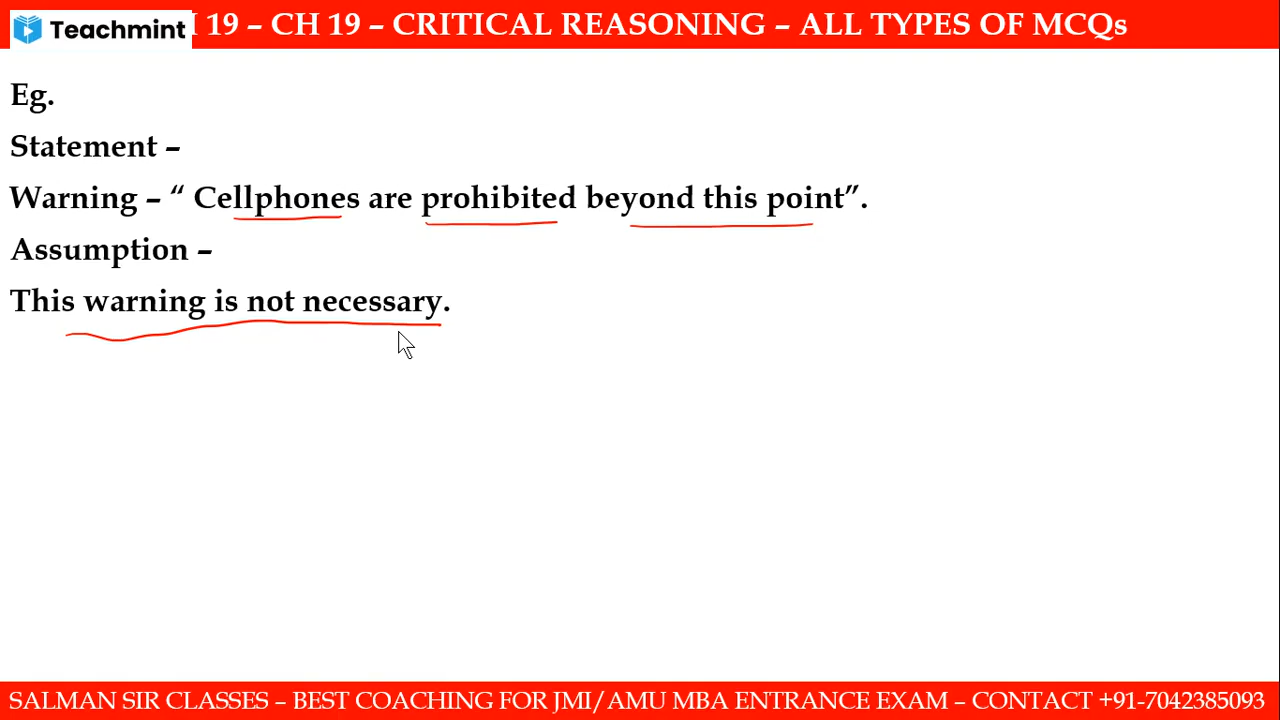 Teachmint
19 – CH 19 – CRITICAL REASONING – ALL TYPES OF MCQs
Eg.
Statement –
Warning – “ Cellphones are prohibited beyond this point”.
Assumption –
This warning is not necessary.
SALMAN SIR CLASSES – BEST COACHING FOR JMI/AMU MBA ENTRANCE EXAM – CONTACT +91-7042385093